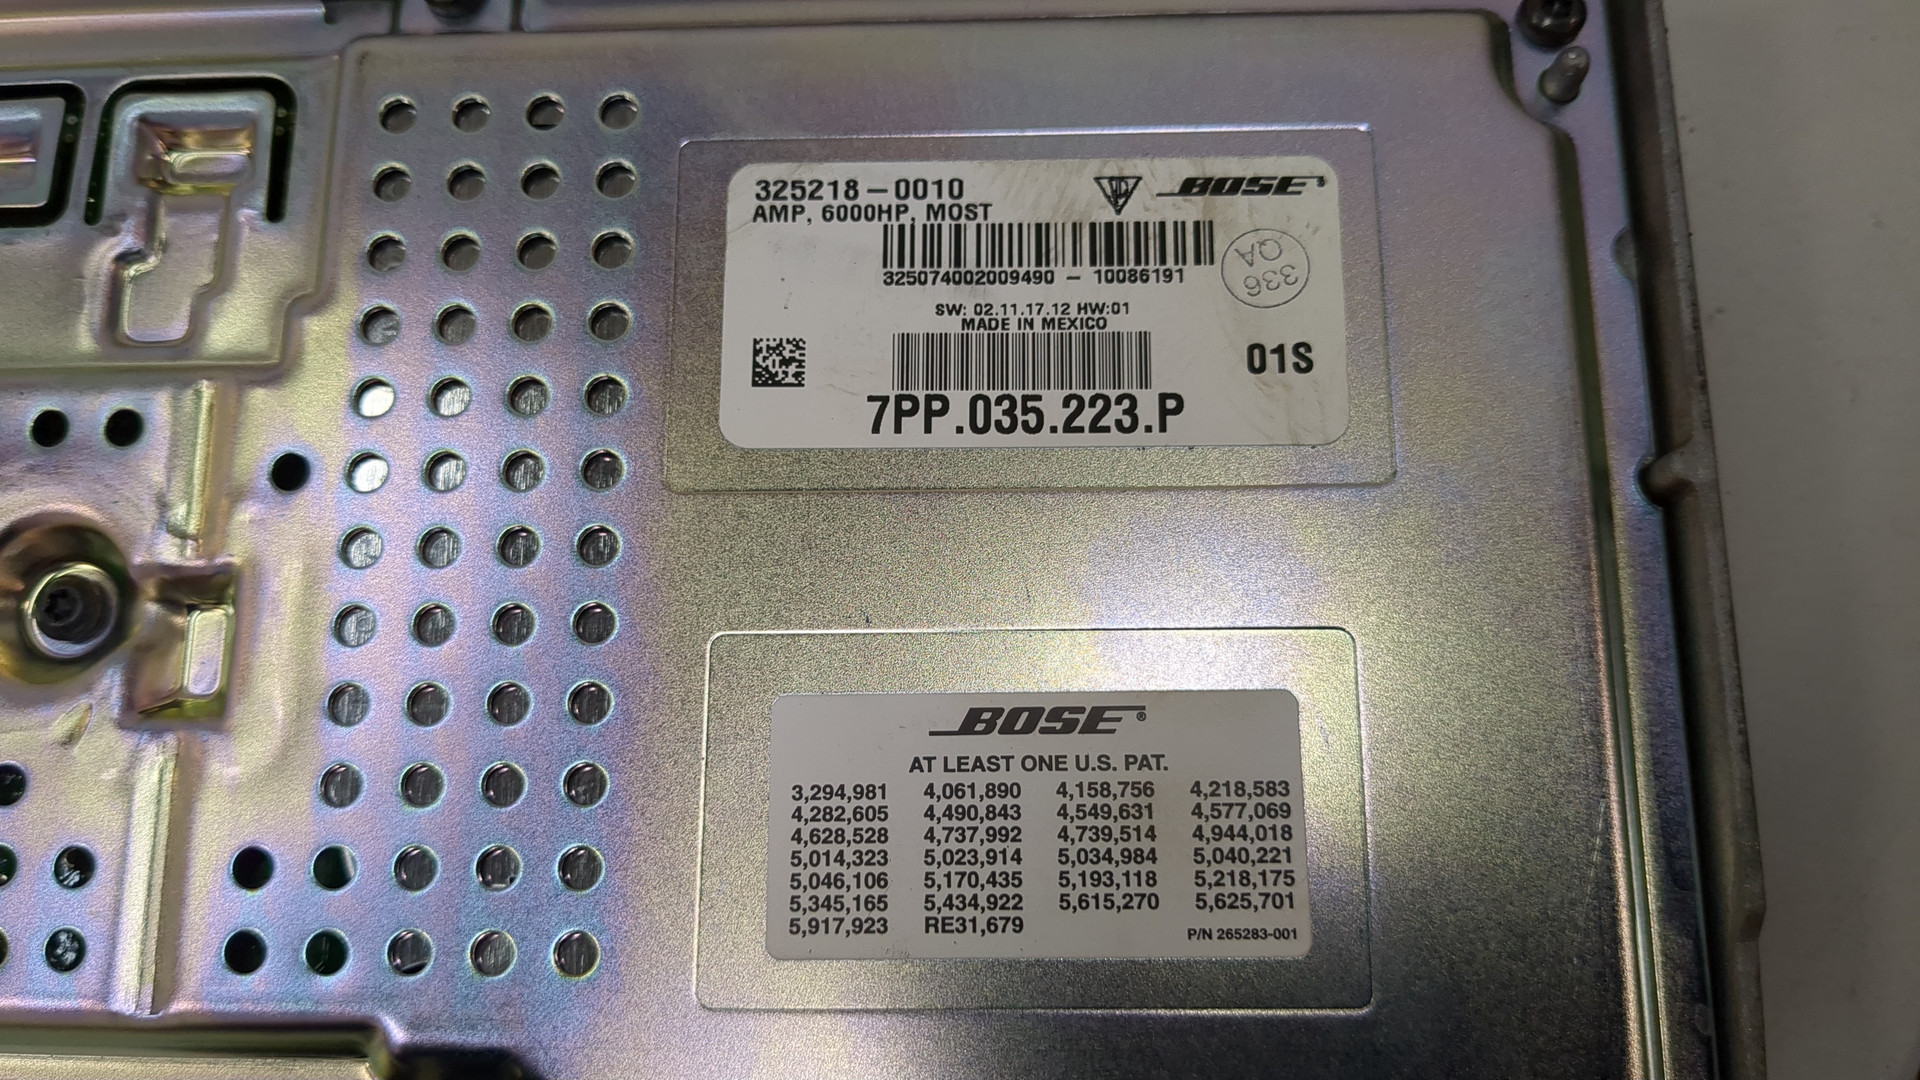 325218-0010
BOSE®
AMP, 6000HP, MOST
325074002009490 - 10086191
336
QA
SW: 02.11.17.12 HW:01
MADE IN MEXICO
01S
7PP.035.223.P
BOSE®
AT LEAST ONE U.S. PAT.
3,294,981 4,061,890 4,158,756 4,218,583
4,282,605 4,490,843 4,549,631 4,577,069
4,628,528 4,737,992 4,739,514 4,944,018
5,014,323 5,023,914 5,034,984 5,040,221
5,046,106 5,170,435 5,193,118 5,218,175
5,345,165 5,434,922 5,615,270 5,625,701
5,917,923 RE31,679
P/N 265283-001